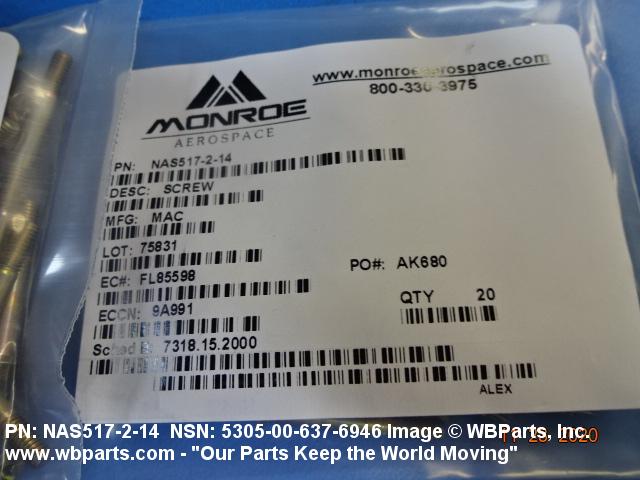 www.monroeaerospace.com
800-336-3975
MONROE
AEROSPACE
PN: NAS517-2-14
DESC: SCREW
MFG: MAC
LOT: 75831
PO#: AK680
EC#: FL85598
QTY 20
ECCN: 9A991
Sched B: 7318.15.2000
ALEX
PN: NAS517-2-14 NSN: 5305-00-637-6946 Image © WBParts, Inc.
www.wbparts.com - "Our Parts Keep the World Moving"